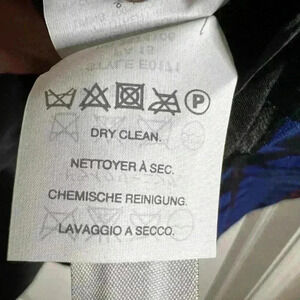 P
DRY CLEAN.
NETTOYER À SEC.
CHEMISCHE REINIGUNG.
LAVAGGIO A SECCO.